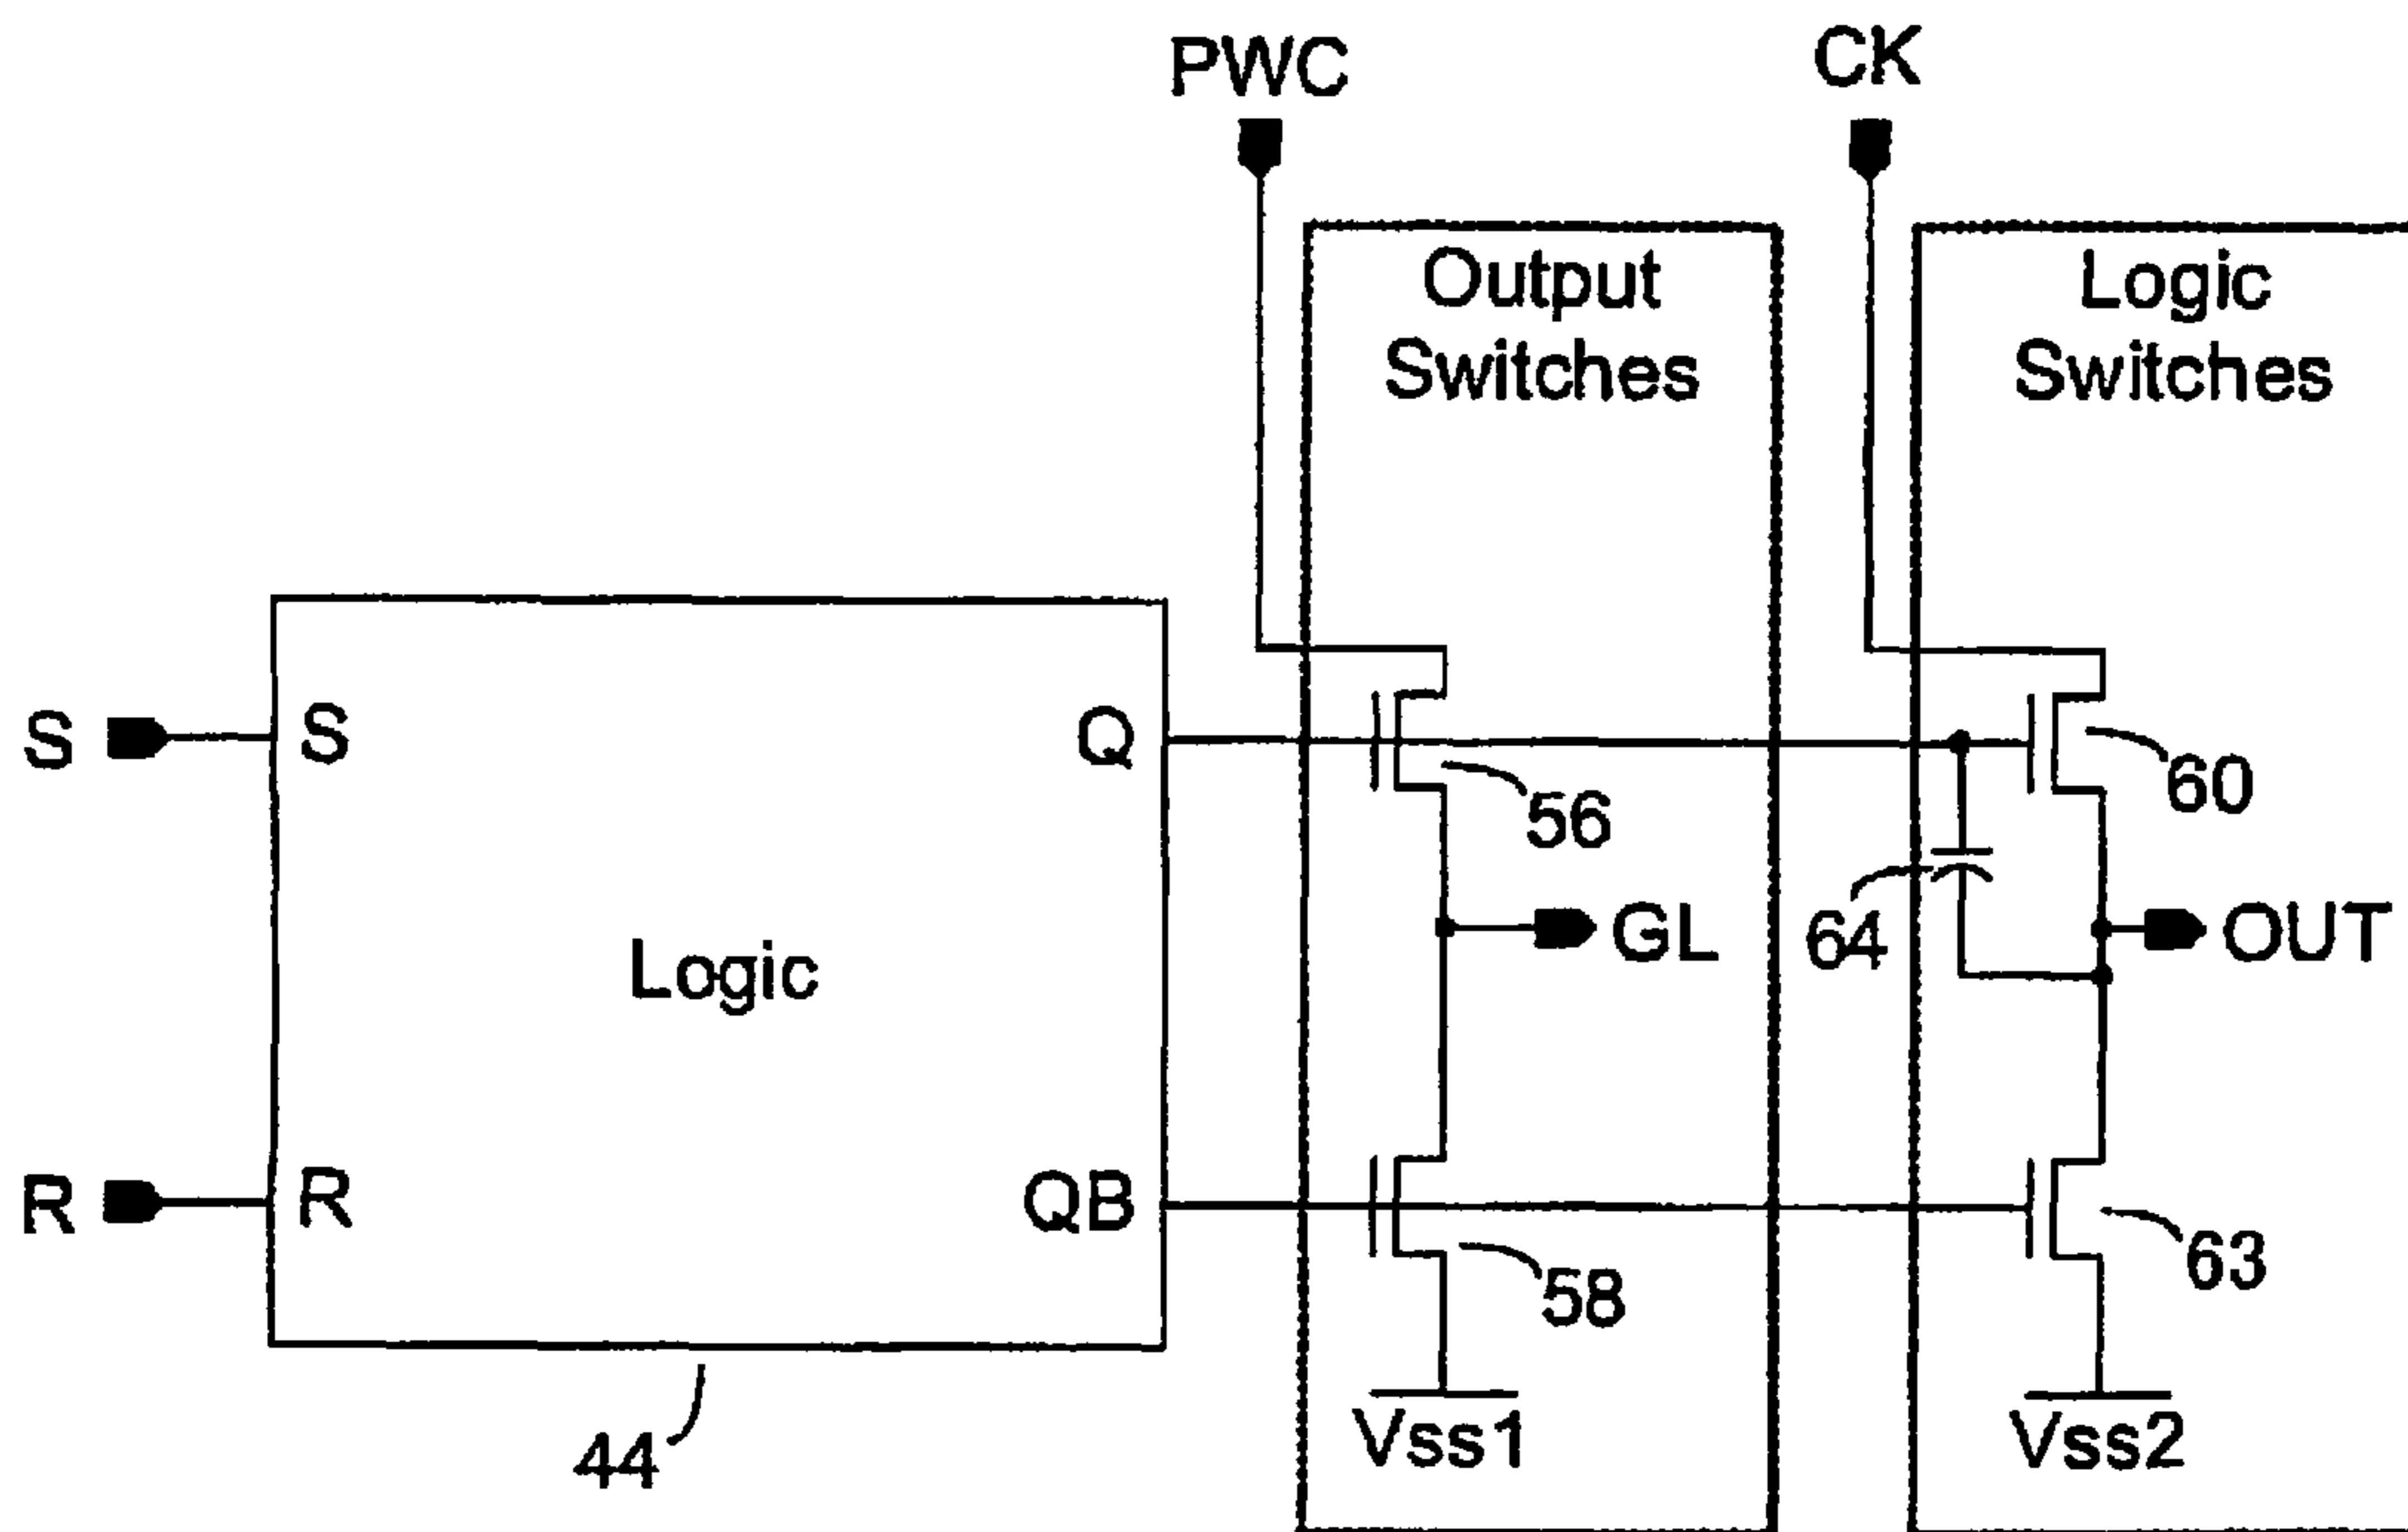 PWC
CK
Output
Switches
Logic
Switches
S
S
Q
60
56
GL
64
OUT
Logic
R
R
QB
63
58
Vss1
Vss2
44